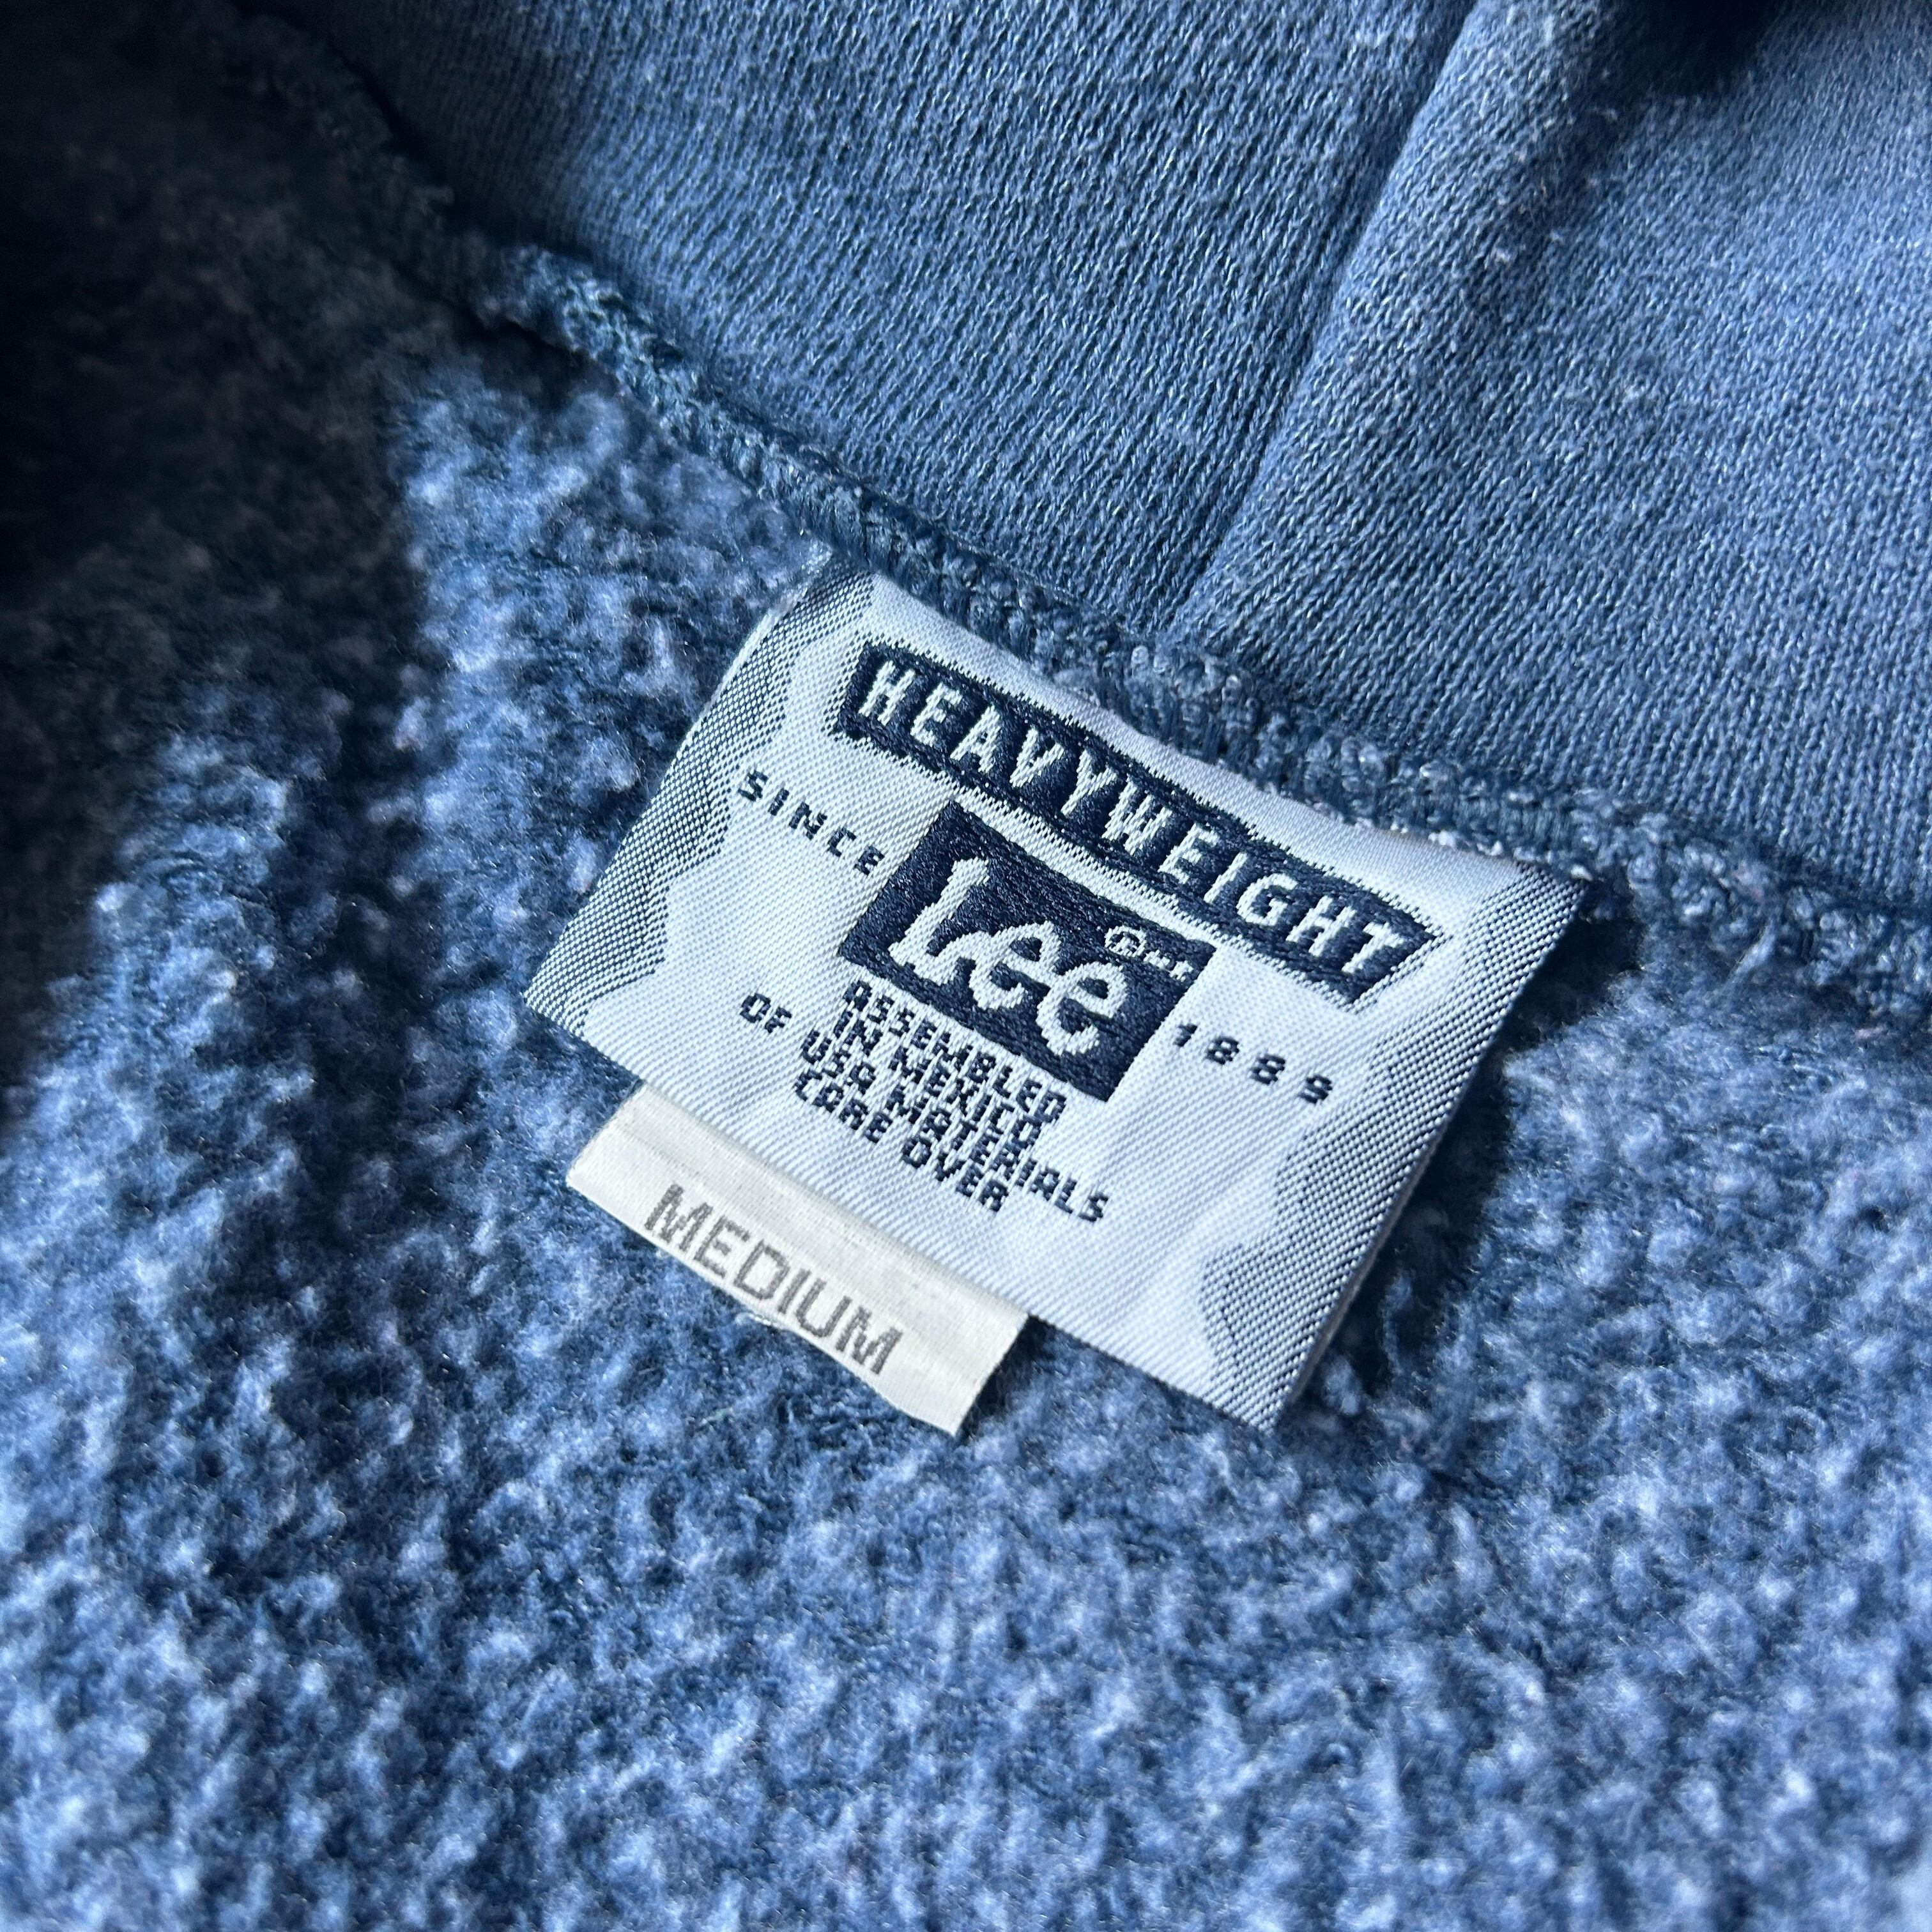 HEAVYWEIGHT
SINCE Lee ® 1889
ASSEMBLED
IN MEXICO
OF USA MATERIALS
CARE OVER
MEDIUM